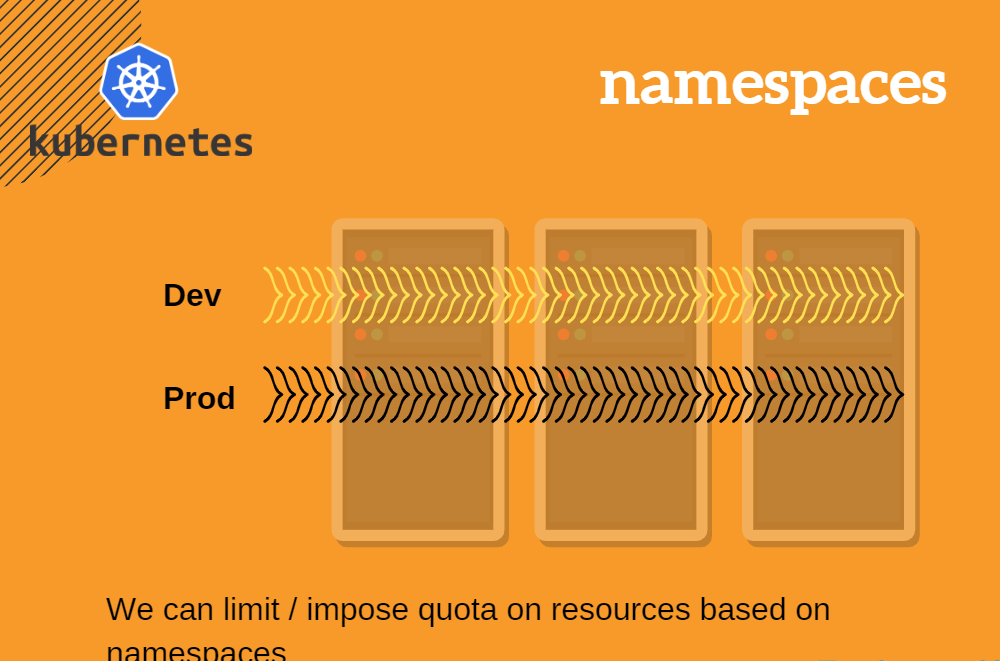 kubernetes
namespaces
Dev
Prod
We can limit / impose quota on resources based on
namespaces